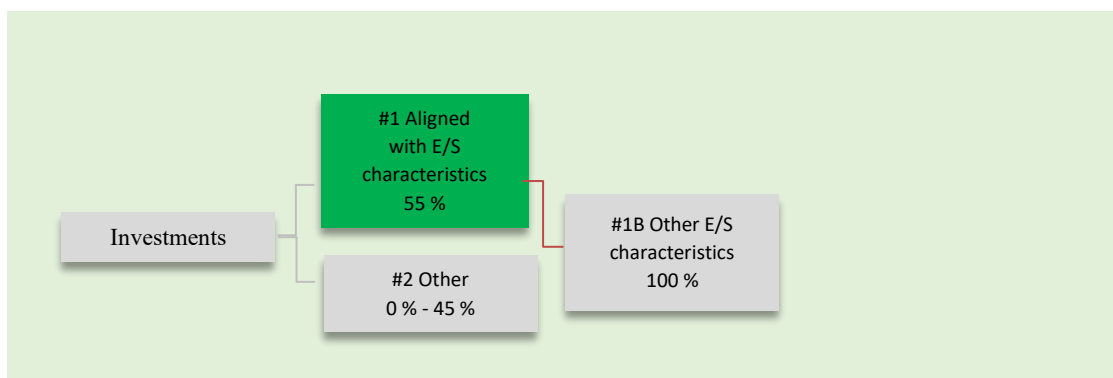 #1 Aligned
with E/S
characteristics
55 %
Investments
#1B Other E/S
characteristics
100 %
#2 Other
0 % - 45 %